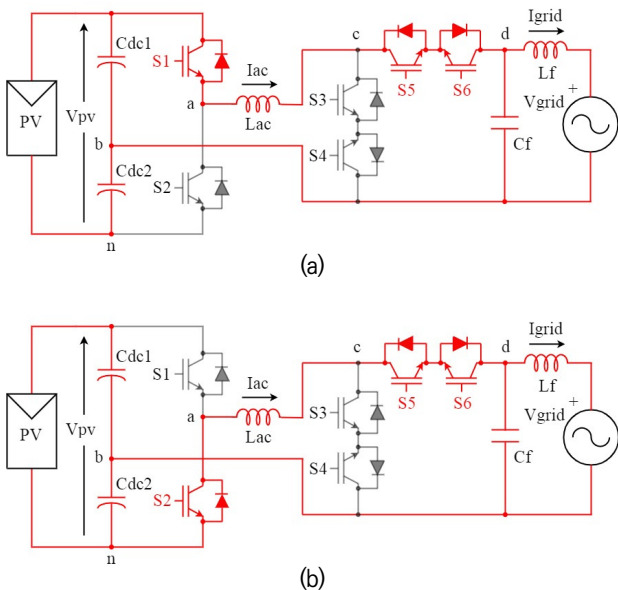 Cdc1
S1
c
d
Igrid
Iac
S5
S6
Lf
PV
Vpv
a
Lac
S3
Vgrid
+
b
Cdc2
S2
S4
Cf
n
(a)
Cdc1
S1
c
d
Igrid
Iac
S5
S6
Lf
PV
Vpv
a
Lac
S3
Vgrid
+
b
Cdc2
S2
S4
Cf
n
(b)